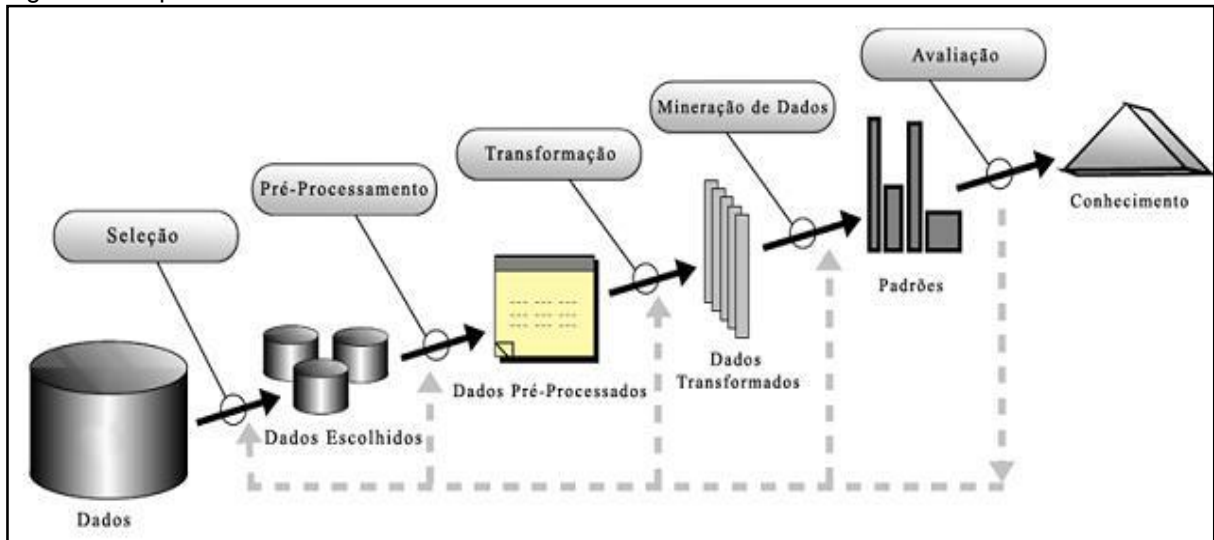 Avaliação
Mineração de Dados
Transformação
Pré-Processamento
Seleção
Conhecimento
Padrões
Dados
Transformados
Dados Pré-Processados
Dados Escolhidos
Dados